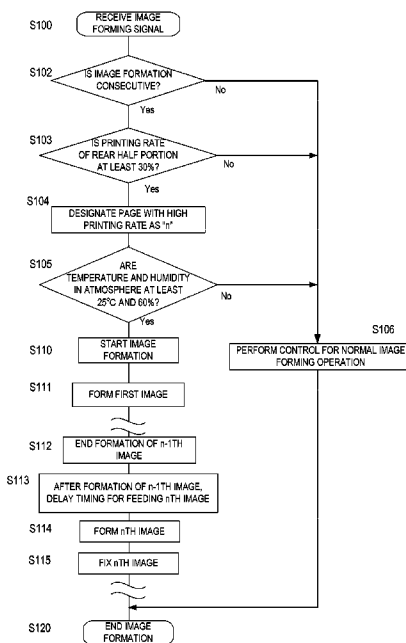 S100
RECEIVE IMAGE
FORMING SIGNAL
S102
IS IMAGE FORMATION
CONSECUTIVE?
No
Yes
S103
IS PRINTING RATE
OF REAR HALF PORTION
AT LEAST 30%?
No
Yes
S104
DESIGNATE PAGE WITH HIGH
PRINTING RATE AS "n"
S105
ARE
TEMPERATURE AND HUMIDITY
IN ATMOSPHERE AT LEAST
25°C AND 60%?
No
Yes
S106
PERFORM CONTROL FOR NORMAL IMAGE
FORMING OPERATION
S110
START IMAGE
FORMATION
S111
FORM FIRST IMAGE
S112
END FORMATION OF n-1TH
IMAGE
S113
AFTER FORMATION OF n-1TH IMAGE,
DELAY TIMING FOR FEEDING nTH IMAGE
S114
FORM nTH IMAGE
S115
FIX nTH IMAGE
S120
END IMAGE
FORMATION